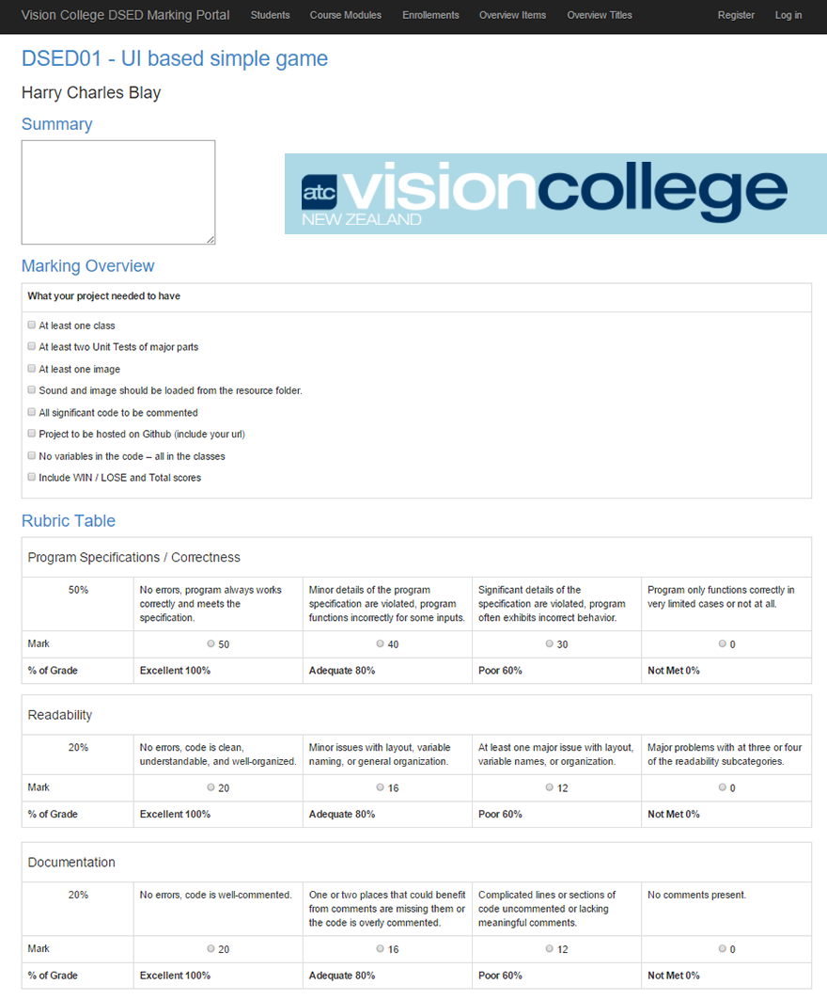 Vision College DSED Marking Portal Students Course Modules Enrollements Overview Items Overview Titles Register Log in
DSED01 - UI based simple game
Harry Charles Blay
Summary
atc visioncollege
NEW ZEALAND
Marking Overview
What your project needed to have
At least one class
At least two Unit Tests of major parts
At least one image
Sound and image should be loaded from the resource folder.
All significant code to be commented
Project to be hosted on Github (include your url)
No variables in the code – all in the classes
Include WIN / LOSE and Total scores
Rubric Table
Program Specifications / Correctness
50%
No errors, program always works
correctly and meets the
specification.
Minor details of the program
specification are violated, program
functions incorrectly for some inputs.
Significant details of the
specification are violated, program
often exhibits incorrect behavior.
Program only functions correctly in
very limited cases or not at all.
Mark 50 40 30 0
% of Grade Excellent 100% Adequate 80% Poor 60% Not Met 0%
Readability
20%
No errors, code is clean,
understandable, and well-organized.
Minor issues with layout, variable
naming, or general organization.
At least one major issue with layout,
variable names, or organization.
Major problems with at three or four
of the readability subcategories.
Mark 20 16 12 0
% of Grade Excellent 100% Adequate 80% Poor 60% Not Met 0%
Documentation
20%
No errors, code is well-commented.
One or two places that could benefit
from comments are missing them or
the code is overly commented.
Complicated lines or sections of
code uncommented or lacking
meaningful comments.
No comments present.
Mark 20 16 12 0
% of Grade Excellent 100% Adequate 80% Poor 60% Not Met 0%